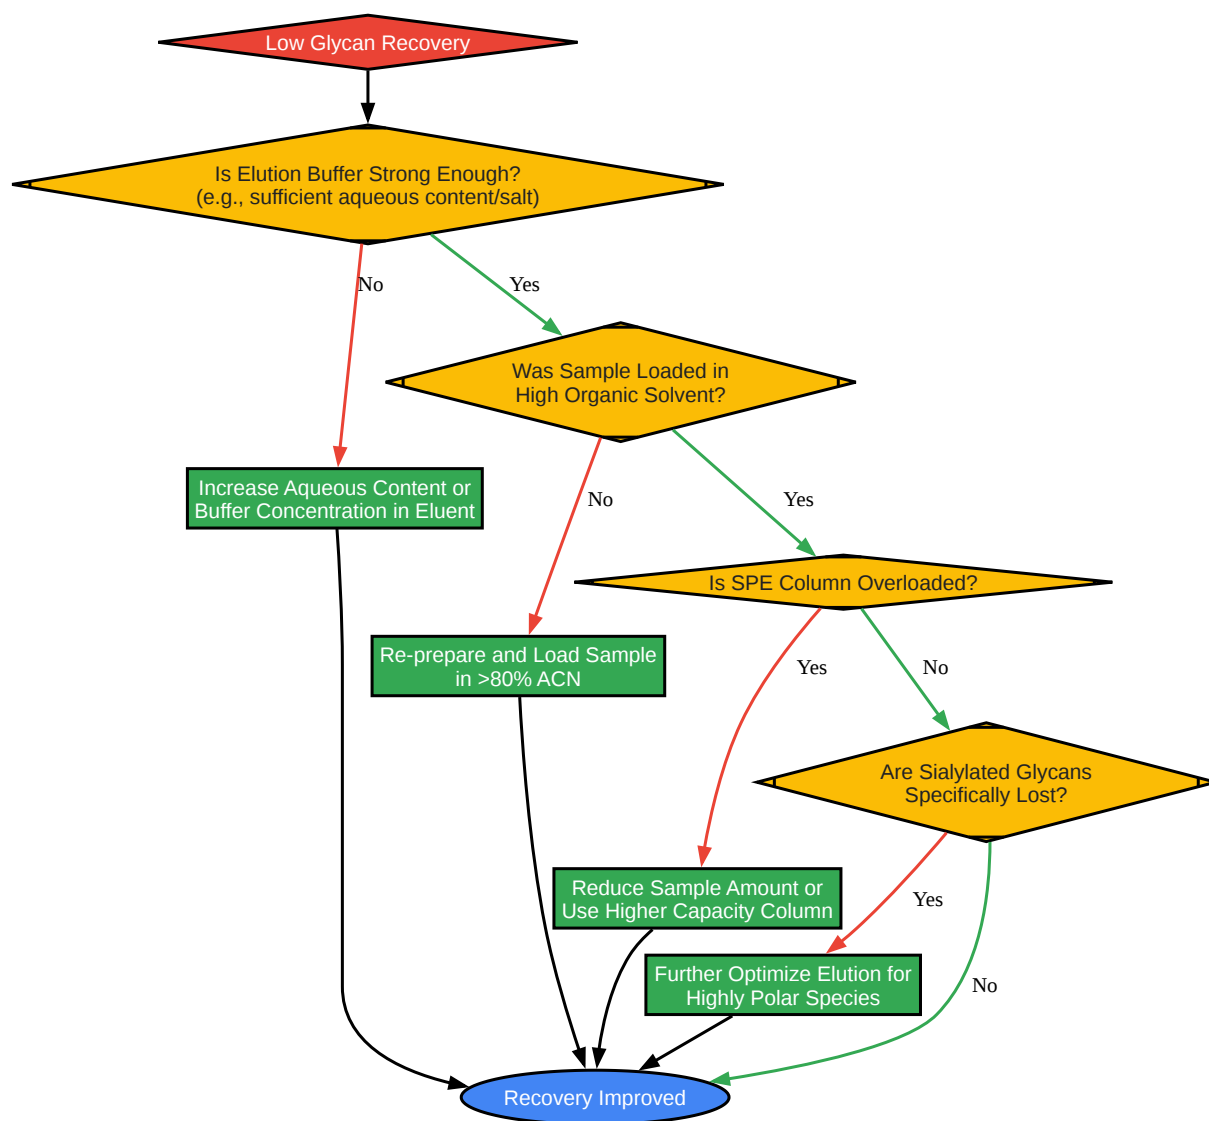 Low Glycan Recovery
Is Elution Buffer Strong Enough?
(e.g., sufficient aqueous content/salt)
No
Yes
Was Sample Loaded in
High Organic Solvent?
Increase Aqueous Content or
Buffer Concentration in Eluent
No
Yes
Is SPE Column Overloaded?
Re-prepare and Load Sample
in >80% ACN
Yes
No
Are Sialylated Glycans
Specifically Lost?
Reduce Sample Amount or
Use Higher Capacity Column
Yes
Further Optimize Elution for
Highly Polar Species
No
Recovery Improved